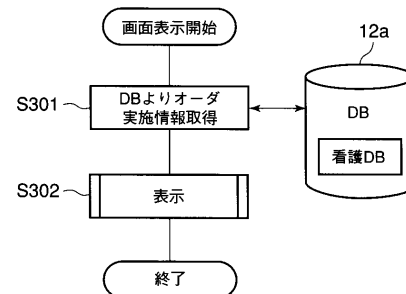 画面表示開始
12a
S301
DBよりオーダ
実施情報取得
DB
看護DB
S302
表示
終了